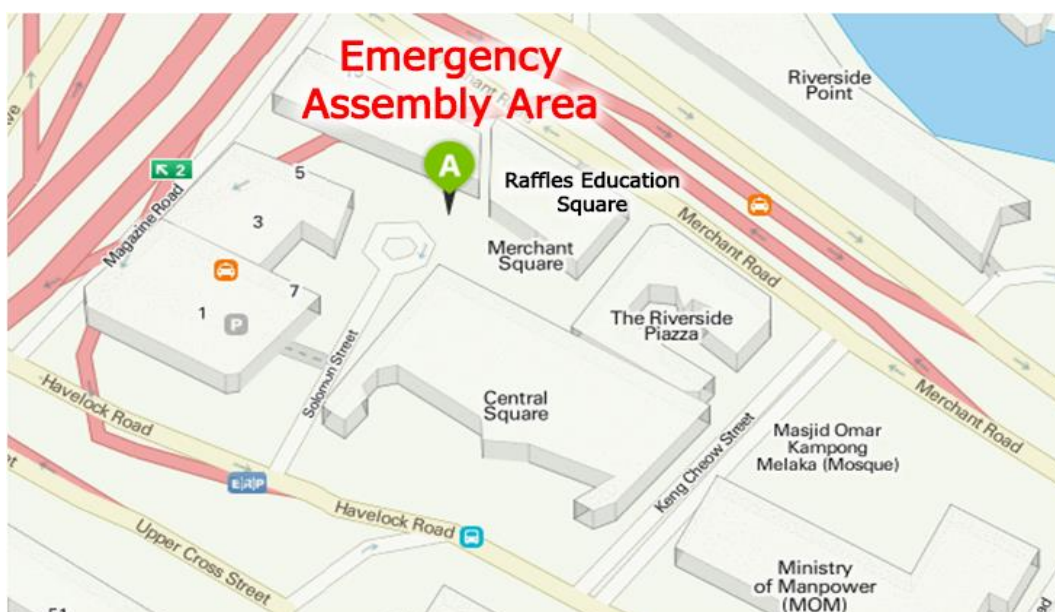 Emergency
Assembly Area
Riverside
Point
A
2
5
Raffles Education
Square
3
Magazine Road
Merchant Road
Merchant
Square
7
1
P
The Riverside
Piazza
Solomon Street
Central
Square
Havelock Road
Merchant Road
Masjid Omar
Kampong
Melaka (Mosque)
Keng Cheow Street
E|R|P
Havelock Road
Upper Cross Street
Ministry
of Manpower
(MOM)